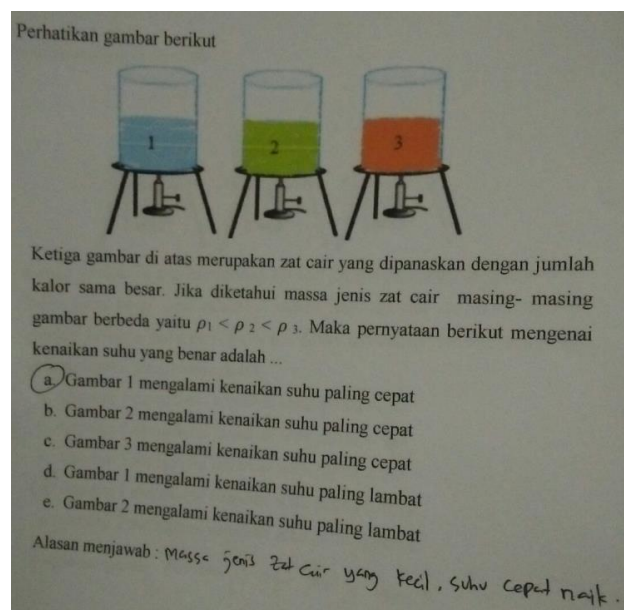 Perhatikan gambar berikut
1 2 3
Ketiga gambar di atas merupakan zat cair yang dipanaskan dengan jumlah
kalor sama besar. Jika diketahui massa jenis zat cair masing- masing
gambar berbeda yaitu ρ₁ < ρ ₂ < ρ ₃. Maka pernyataan berikut mengenai
kenaikan suhu yang benar adalah ...
a. Gambar 1 mengalami kenaikan suhu paling cepat
b. Gambar 2 mengalami kenaikan suhu paling cepat
c. Gambar 3 mengalami kenaikan suhu paling cepat
d. Gambar 1 mengalami kenaikan suhu paling lambat
e. Gambar 2 mengalami kenaikan suhu paling lambat
Alasan menjawab : Massa jenis zat cair yang kecil, suhu cepat naik.